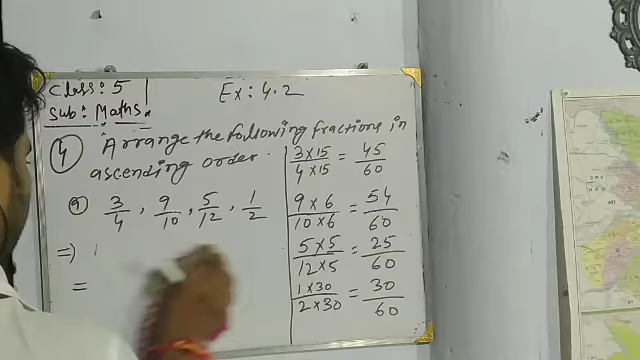 Class: 5
Sub: Maths.
Ex: 4.2
4 Arrange the following fractions in
ascending order.
a) 3/4, 9/10, 5/12, 1/2
⇒)
=
3×15/4×15 = 45/60
9×6/10×6 = 54/60
5×5/12×5 = 25/60
1×30/2×30 = 30/60